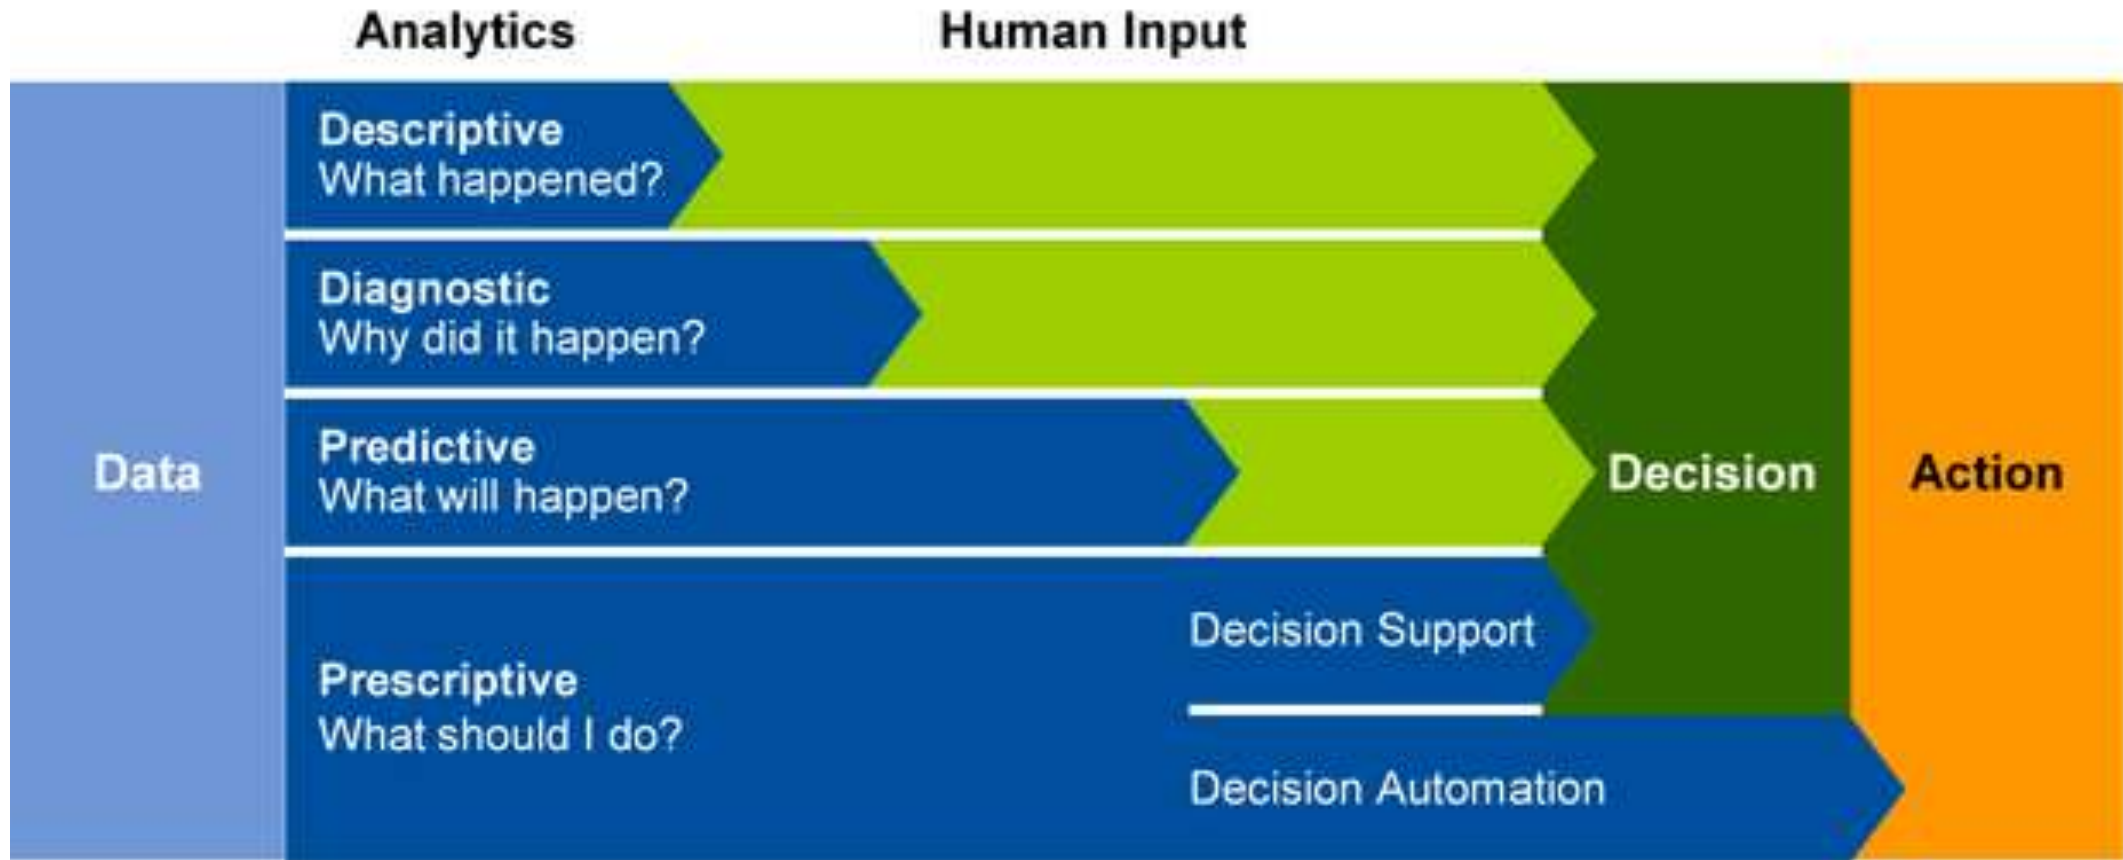 Analytics
Human Input
Descriptive
What happened?
Diagnostic
Why did it happen?
Predictive
What will happen?
Data
Decision
Action
Decision Support
Prescriptive
What should I do?
Decision Automation